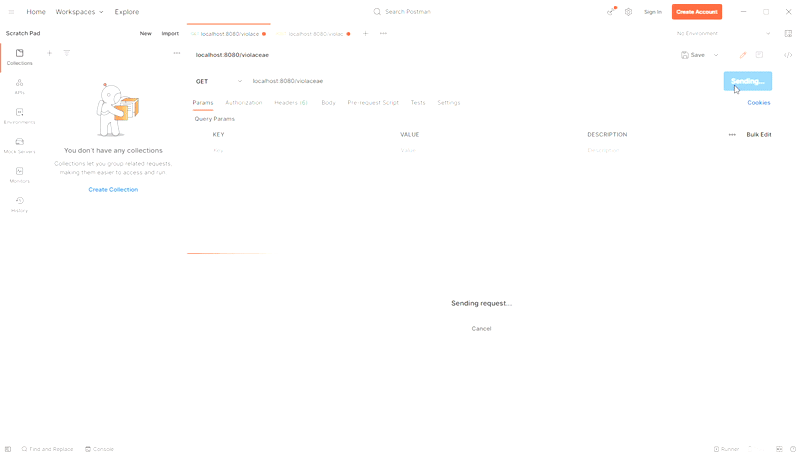 Home Workspaces Explore Search Postman Sign In Create Account
Scratch Pad New Import localhost:8080/violace localhost:8080/violac No Environment
Collections
localhost:8080/violaceae Save
GET localhost:8080/violaceae Sending...
APIs
Params Authorization Headers (6) Body Pre-request Script Tests Settings Cookies
Environments
Query Params
KEY VALUE DESCRIPTION Bulk Edit
Mock Servers
You don't have any collections
Key Value Description
Collections let you group related requests,
making them easier to access and run.
Monitors
Create Collection
History
Sending request...
Cancel
Find and Replace Console Runner